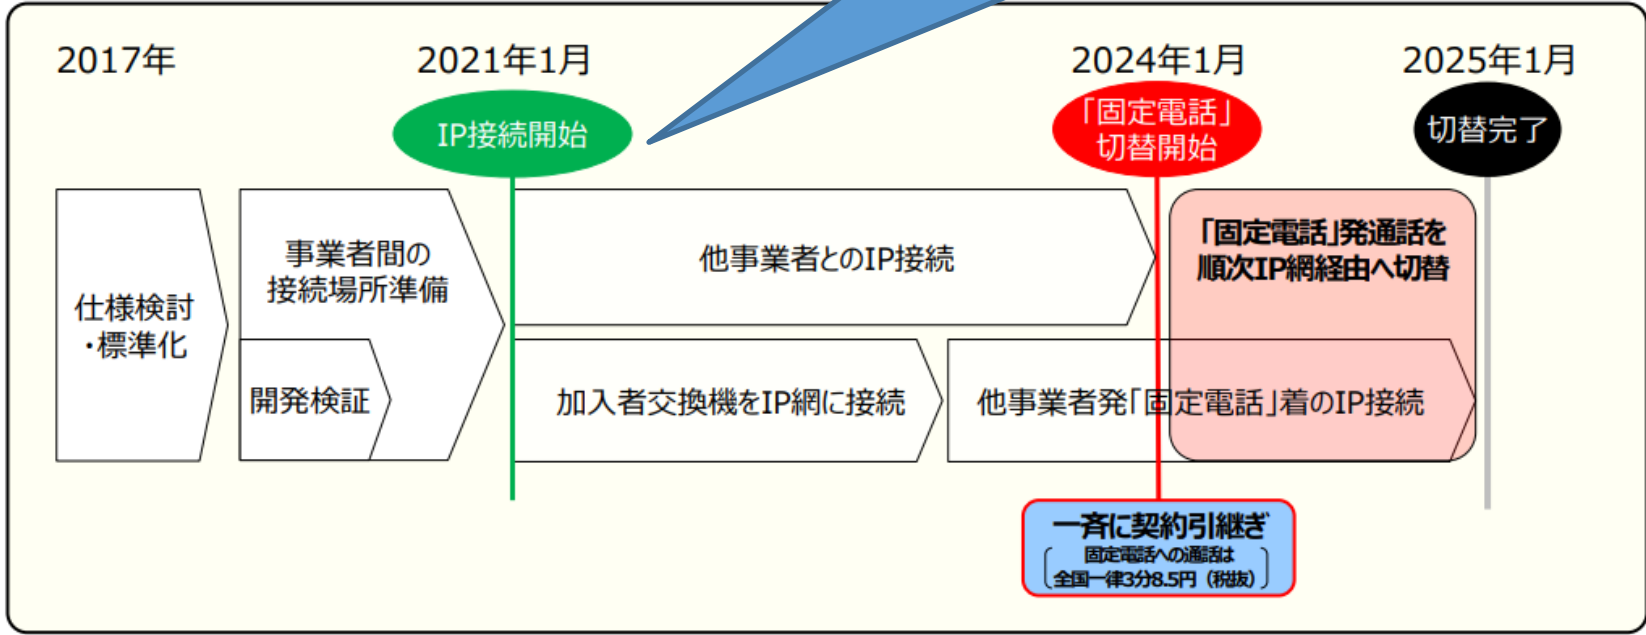 2017年
2021年1月
2024年1月
2025年1月
IP接続開始
「固定電話」
切替開始
切替完了
仕様検討
・標準化
事業者間の
接続場所準備
開発検証
他事業者とのIP接続
加入者交換機をIP網に接続
他事業者発「固定電話」着のIP接続
「固定電話」発通話を
順次IP網経由へ切替
一斉に契約引継ぎ
固定電話への通話は
全国一律3分8.5円（税抜）